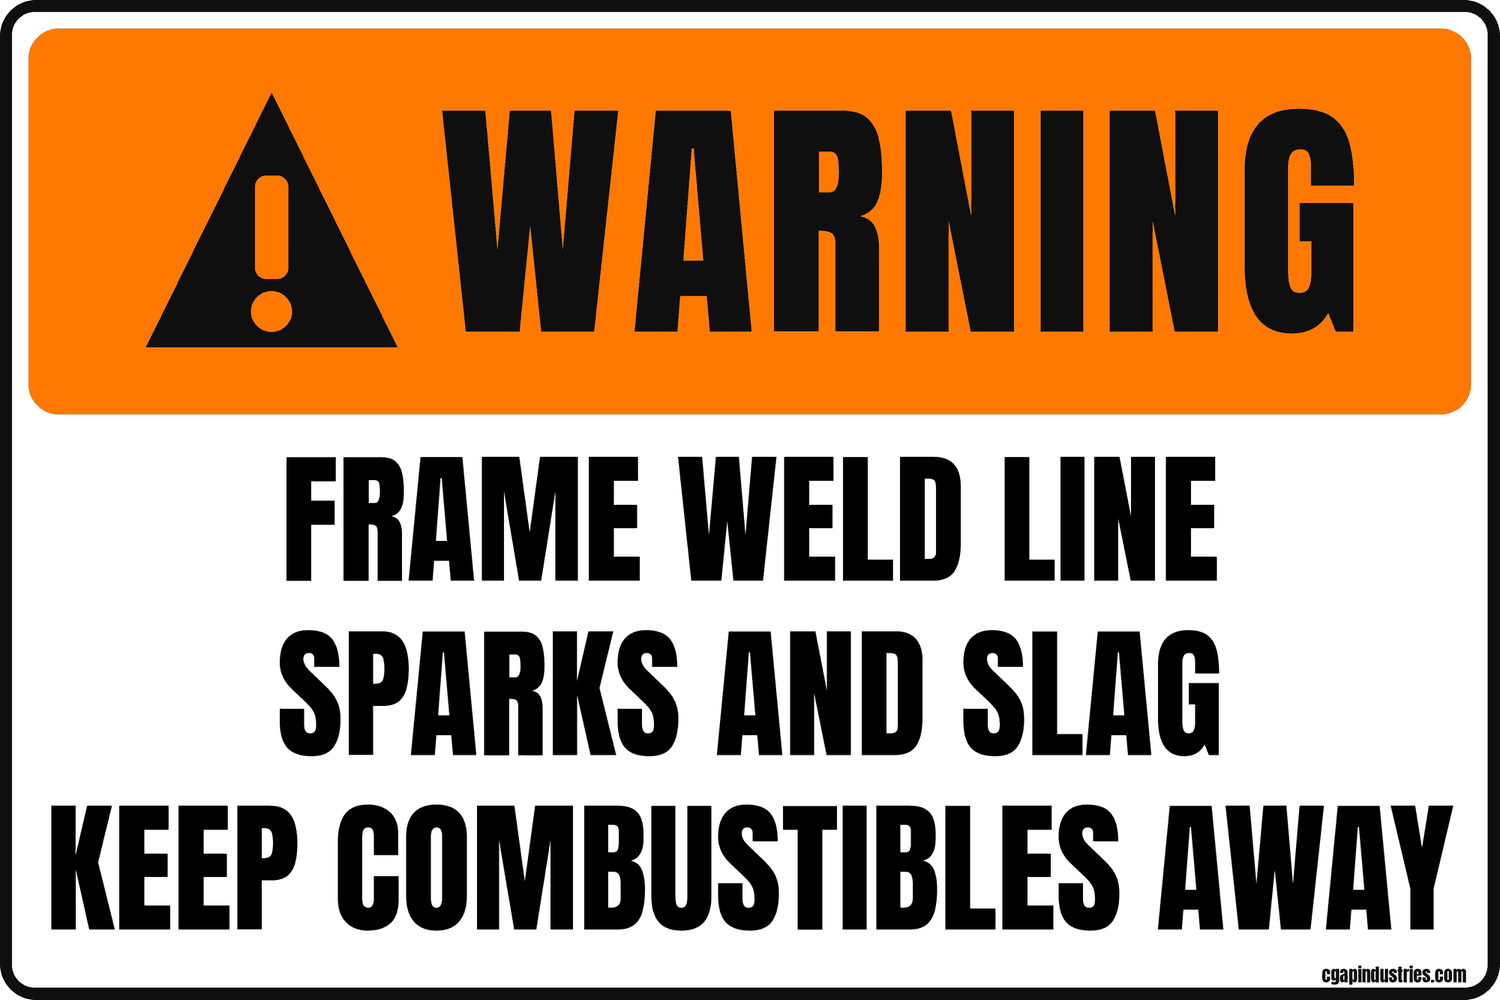 WARNING
FRAME WELD LINE
SPARKS AND SLAG
KEEP COMBUSTIBLES AWAY
cgapindustries.com